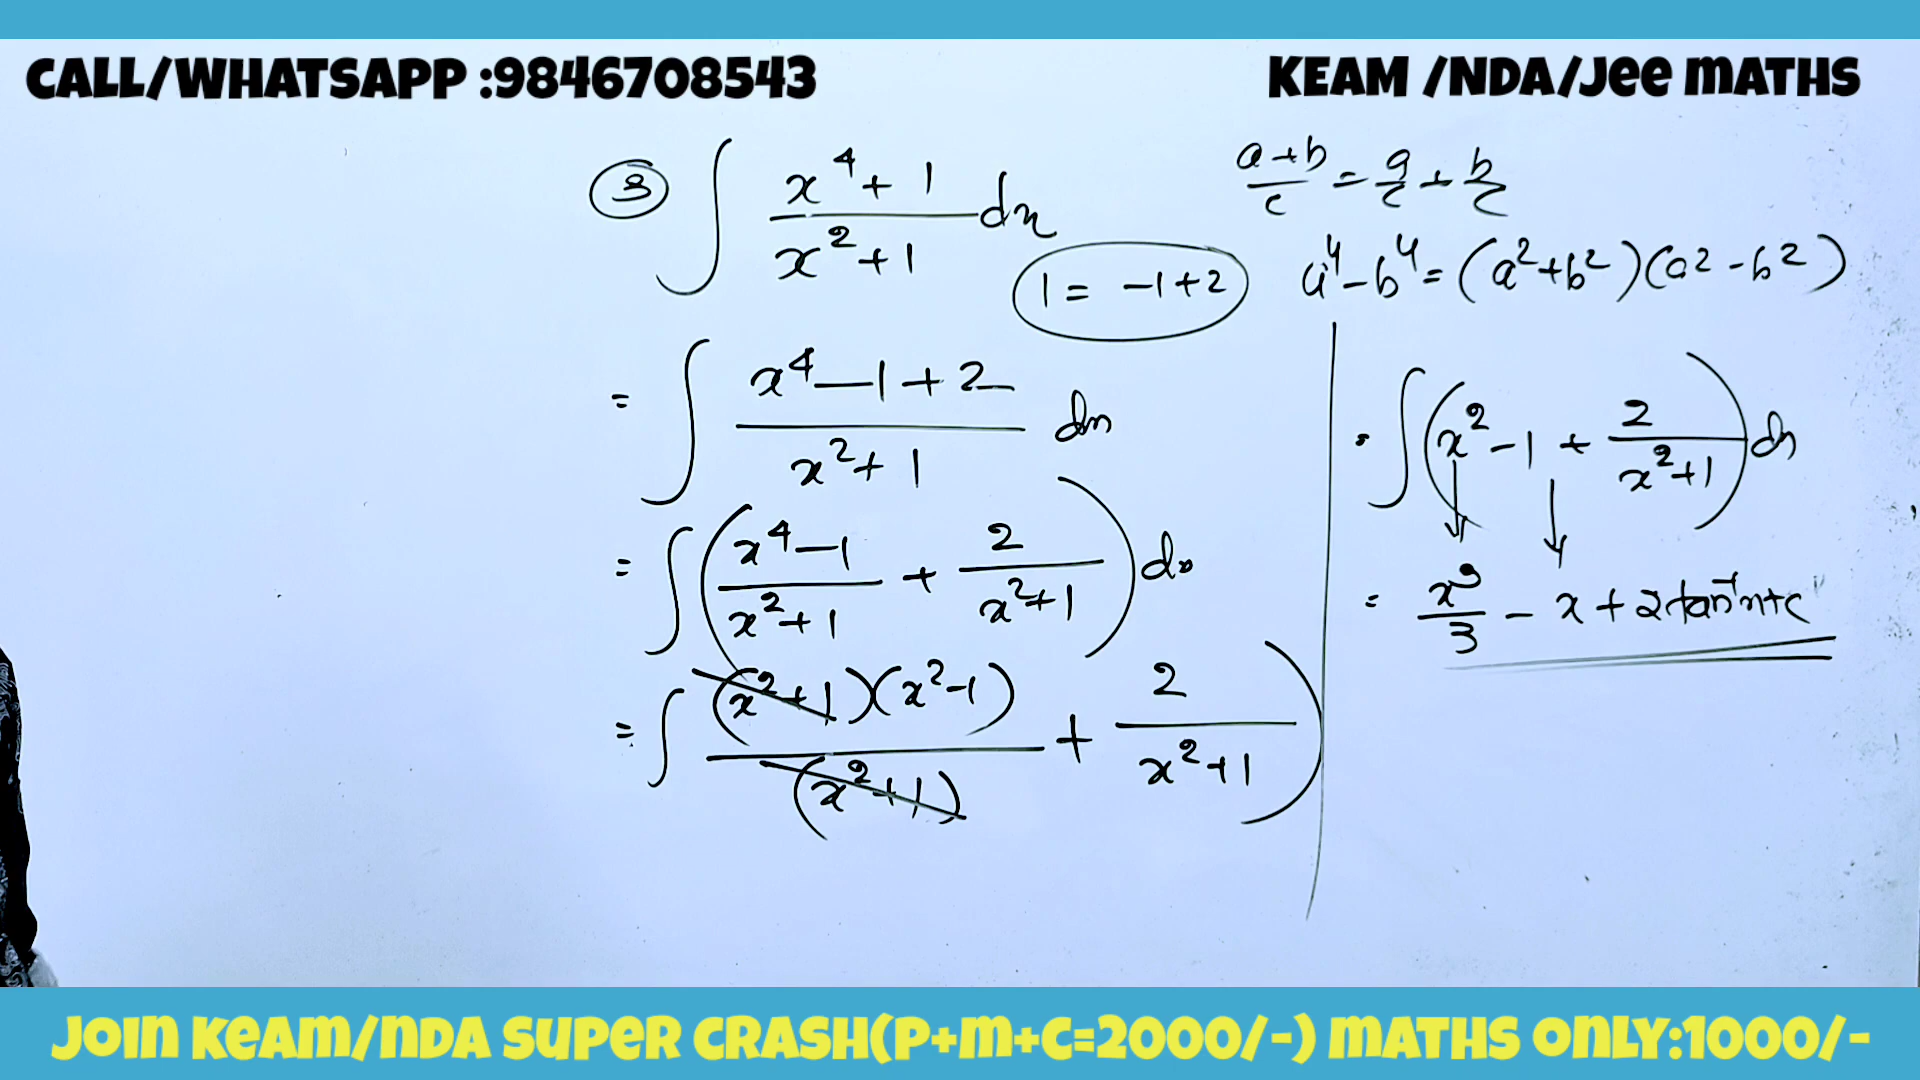 CALL/WHATSAPP :9846708543
KEAM /NDA/Jee MATHS
③ ∫ (x⁴+1)/(x²+1) dx
1 = -1+2
= ∫ (x⁴-1+2)/(x²+1) dx
= ∫ ( (x⁴-1)/(x²+1) + 2/(x²+1) ) dx
= ∫ (x²+1)(x²-1)/(x²+1) + 2/(x²+1) )
(a+b)/c = a/c + b/c
a⁴-b⁴ = (a²+b²)(a²-b²)
= ∫ ( x²-1 + 2/(x²+1) ) dx
= x³/3 - x + 2tan⁻¹x+c
JOIN KEAM/NDA SUPER CRASH(P+M+C=2000/-) MATHS ONLY:1000/-